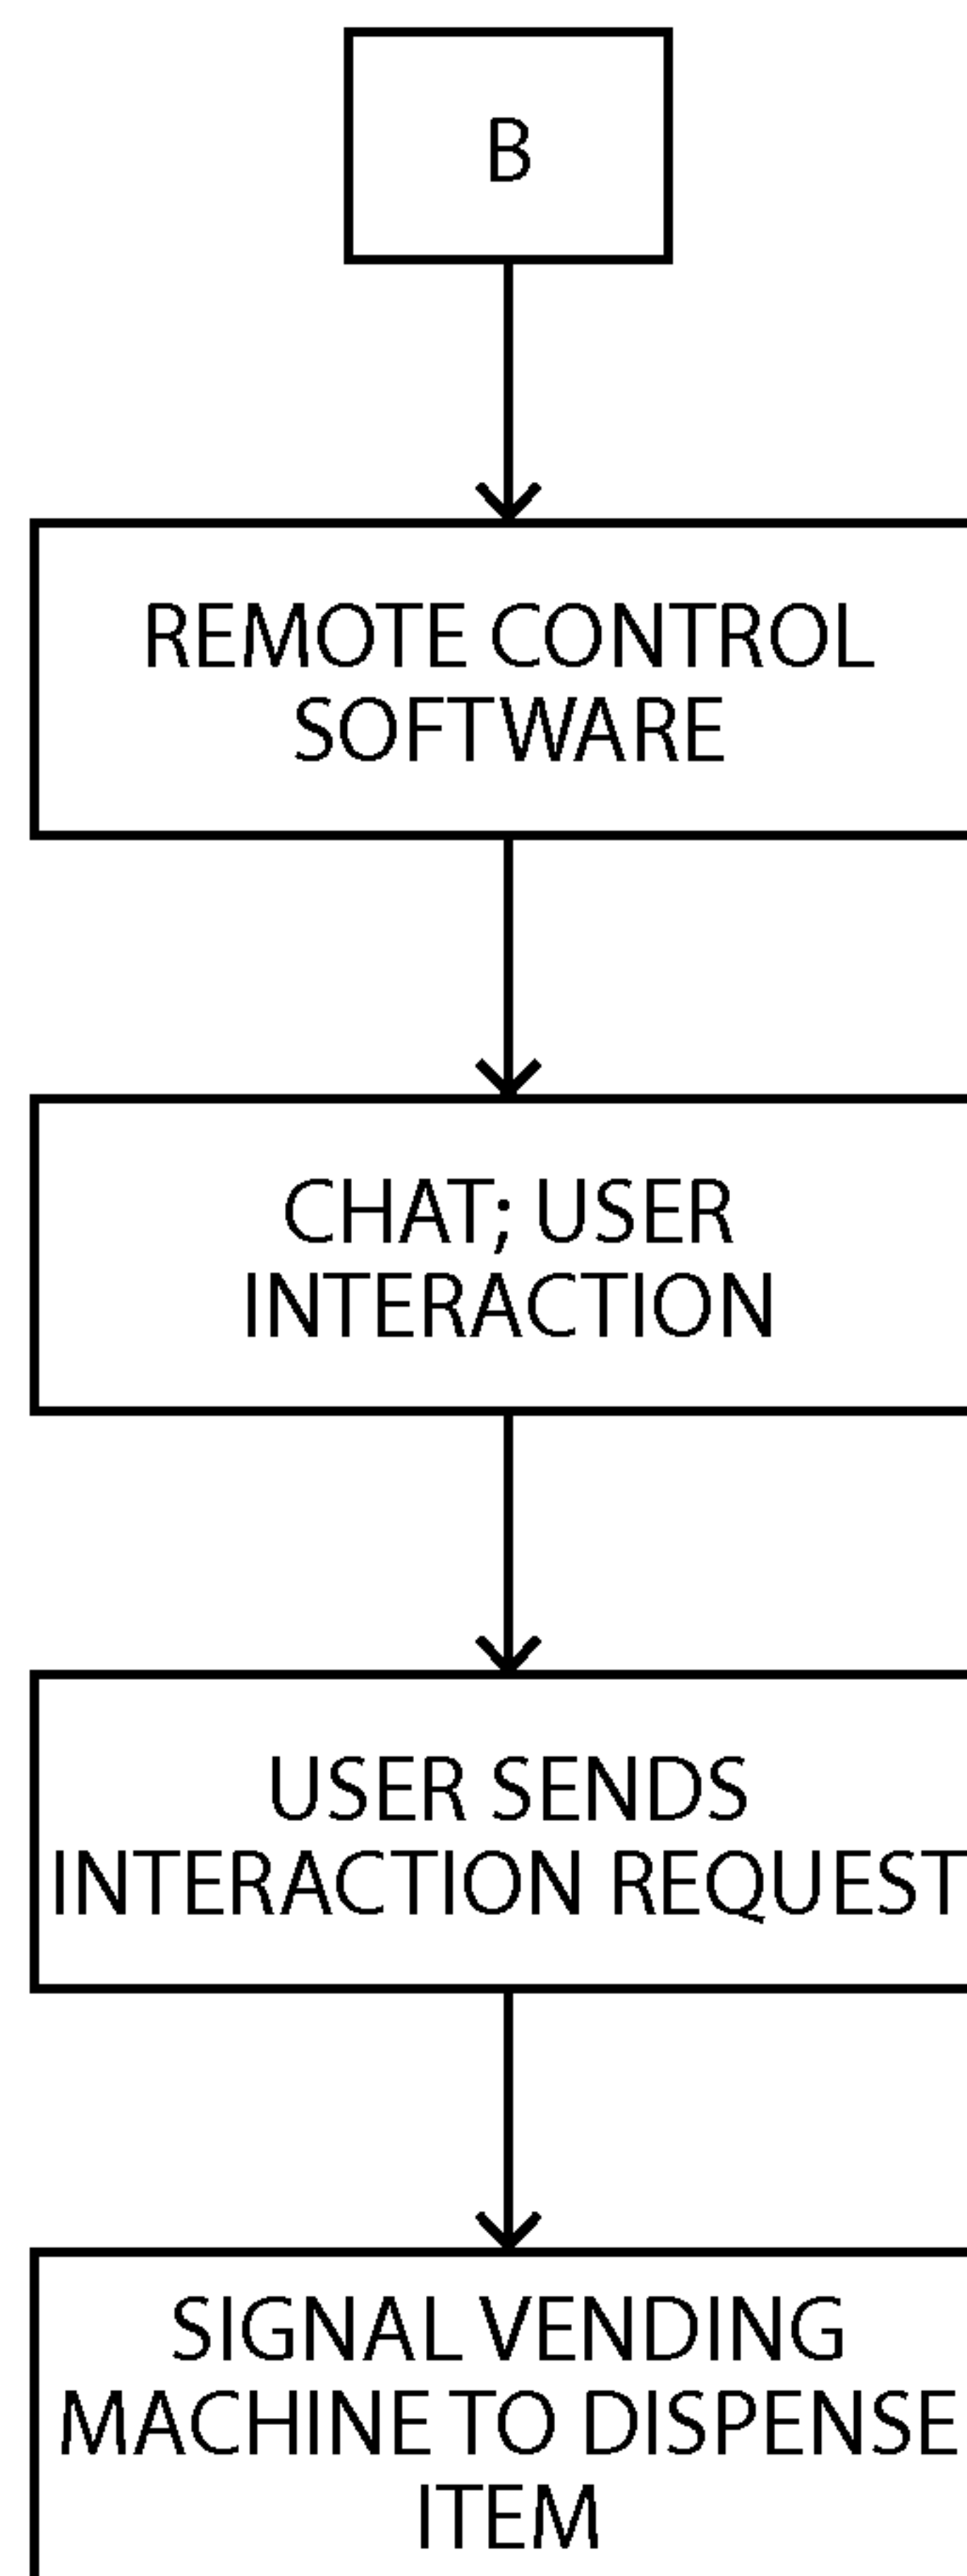 B
REMOTE CONTROL
SOFTWARE
CHAT; USER
INTERACTION
USER SENDS
INTERACTION REQUEST
SIGNAL VENDING
MACHINE TO DISPENSE
ITEM